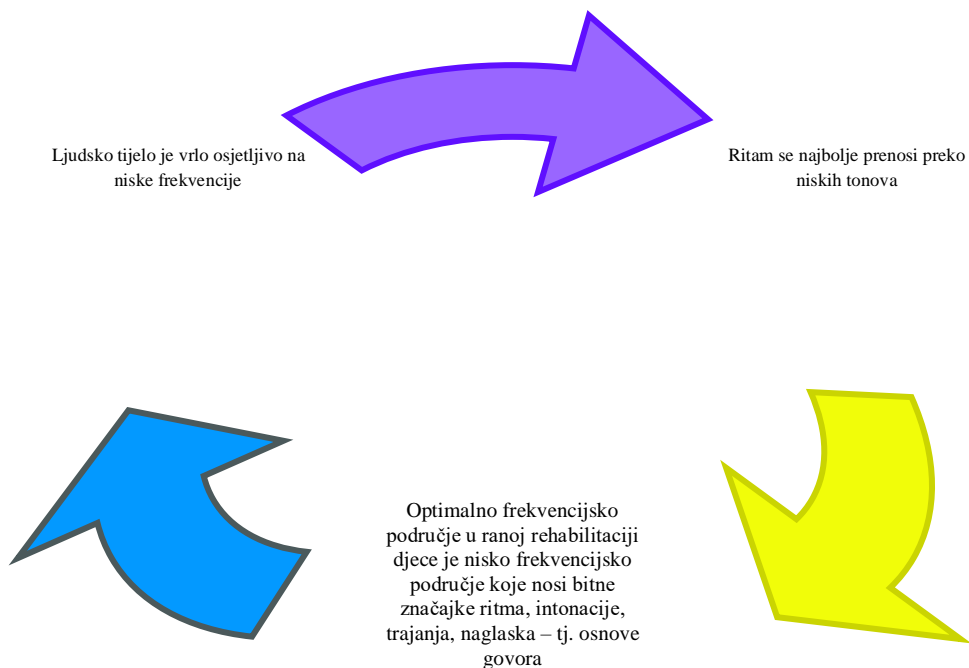 Ljudsko tijelo je vrlo osjetljivo na
niske frekvencije
Ritam se najbolje prenosi preko
niskih tonova
Optimalno frekvencijsko
područje u ranoj rehabilitaciji
djece je nisko frekvencijsko
područje koje nosi bitne
značajke ritma, intonacije,
trajanja, naglaska – tj. osnove
govora